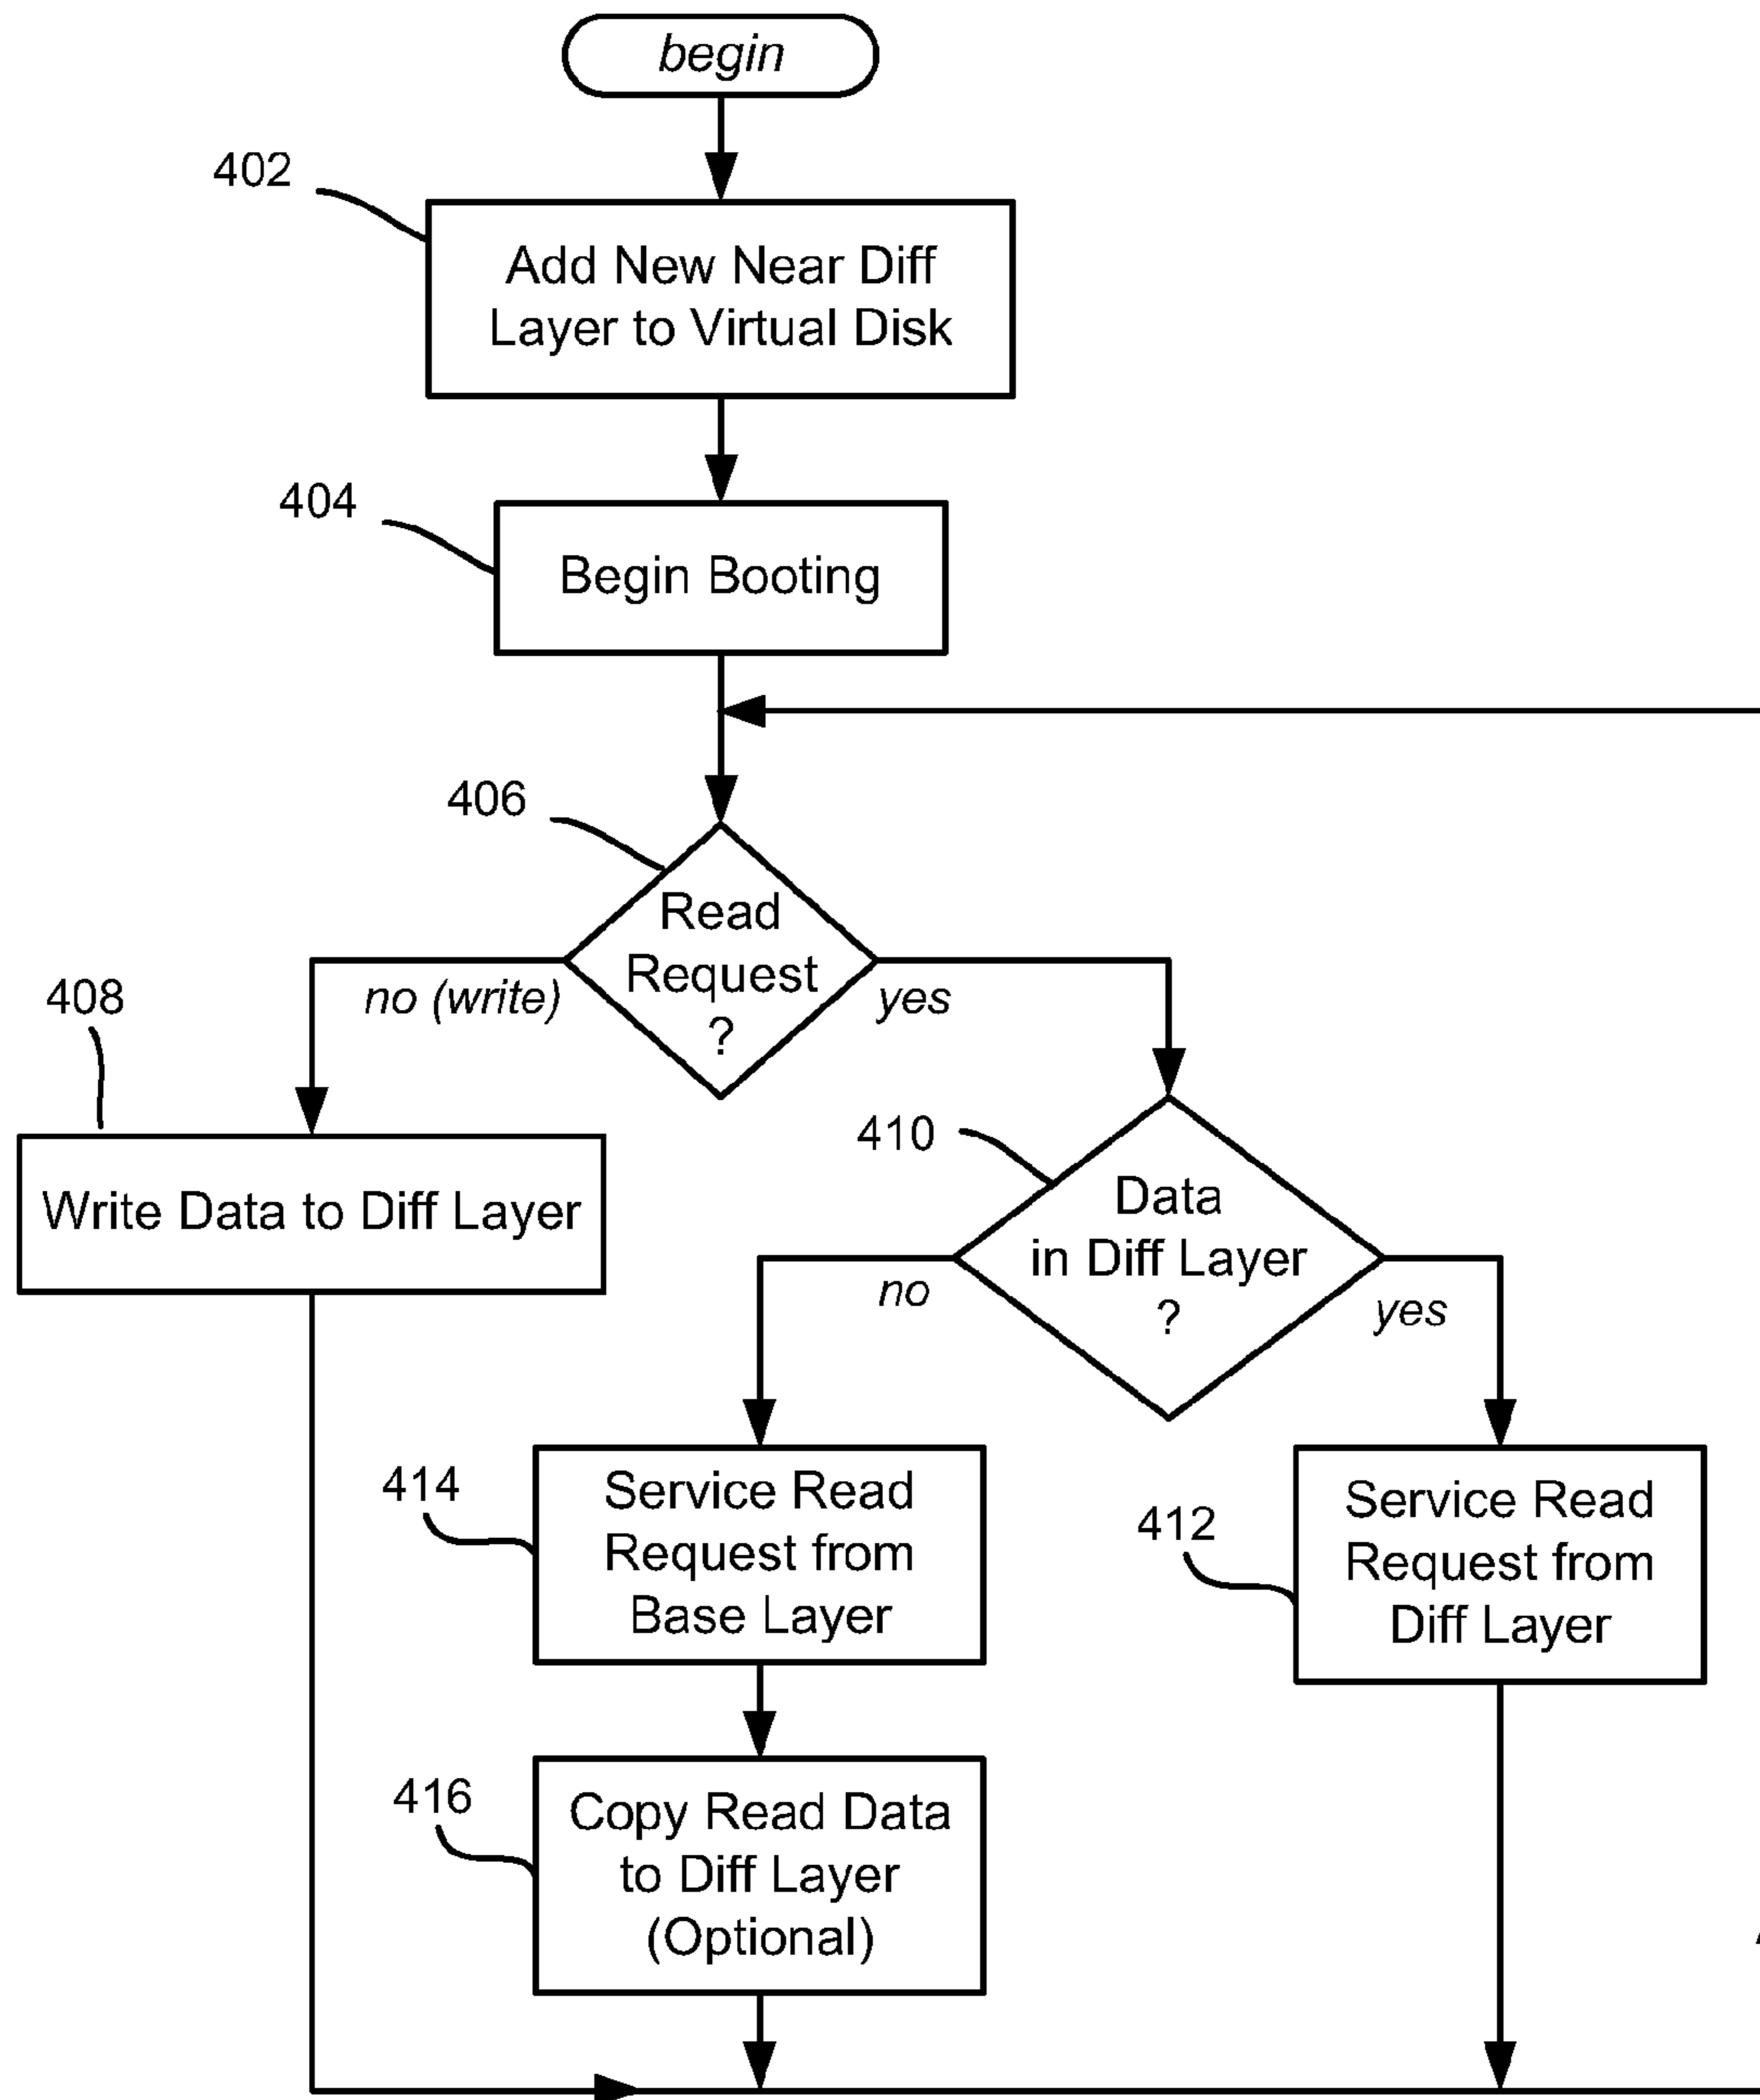 begin
402
Add New Near Diff
Layer to Virtual Disk
404
Begin Booting
406
Read
Request
?
no (write)
yes
408
Write Data to Diff Layer
410
Data
in Diff Layer
?
no
yes
414
Service Read
Request from
Base Layer
412
Service Read
Request from
Diff Layer
416
Copy Read Data
to Diff Layer
(Optional)